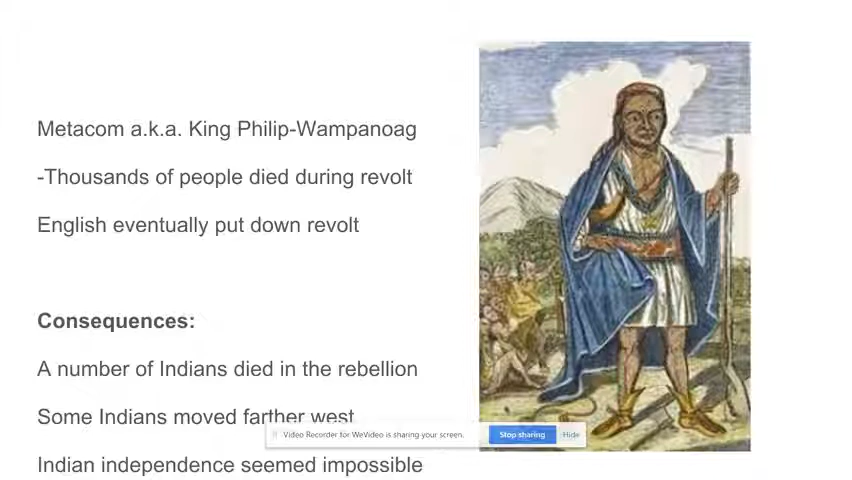 Metacom a.k.a. King Philip-Wampanoag
-Thousands of people died during revolt
English eventually put down revolt
Consequences:
A number of Indians died in the rebellion
Some Indians moved farther west
Video Recorder for WeVideo is sharing your screen.
Stop sharing
Hide
Indian independence seemed impossible